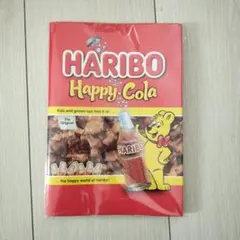 HARIBO
Happy-Cola
Kids and grown-ups love it so...
The Original
HARIBO
the happy world of Haribo!